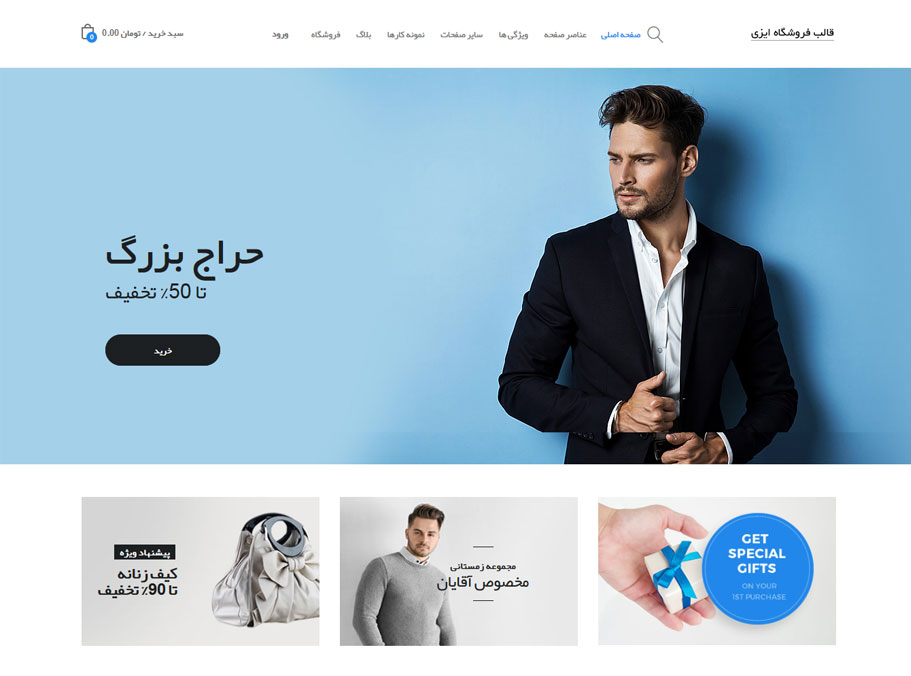 قالب فروشگاه ایزی
صفحه اصلی
عناصر صفحه
ویژگی ها
سایر صفحات
نمونه کارها
بلاگ
فروشگاه
ورود
سبد خرید / تومان 0.00
0
حراج بزرگ
تا 50٪ تخفیف
خرید
GET
SPECIAL
GIFTS
ON YOUR
1ST PURCHASE
مجموعه زمستانی
مخصوص آقایان
پیشنهاد ویژه
کیف زنانه
تا 90٪ تخفیف